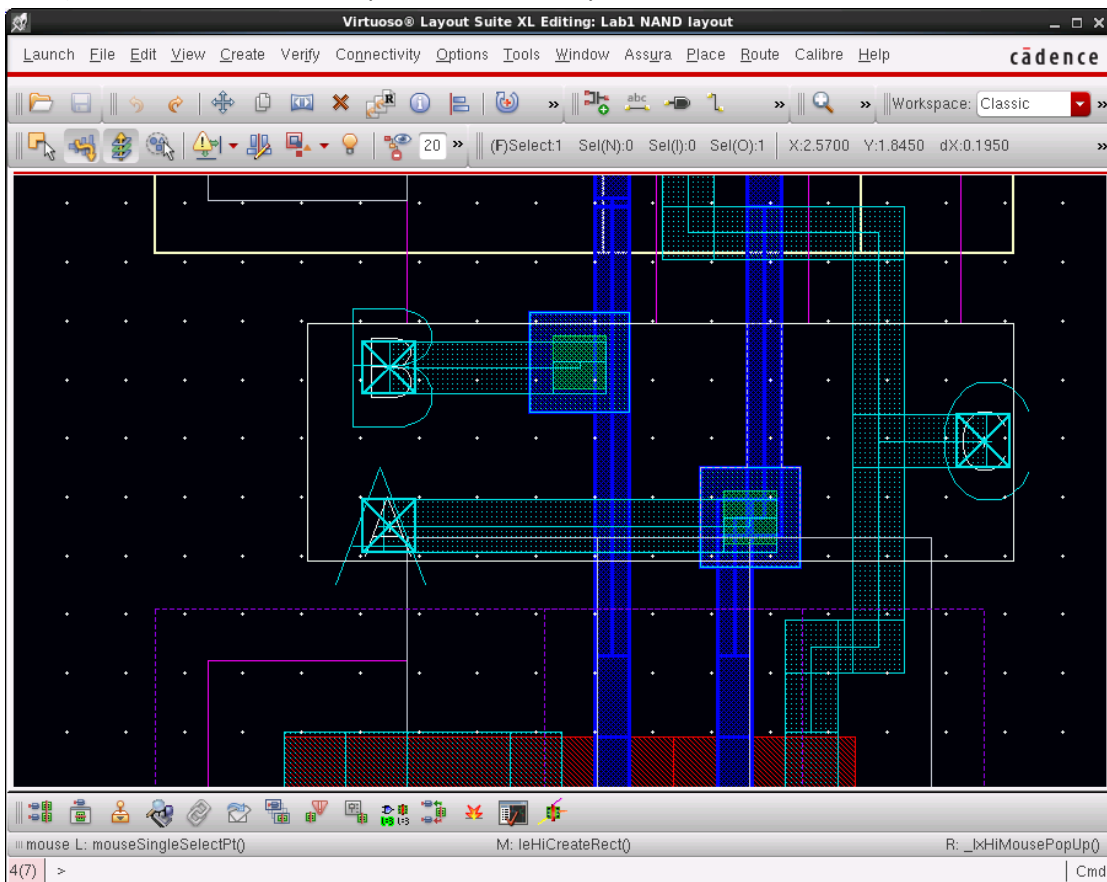 Virtuoso® Layout Suite XL Editing: Lab1 NAND layout
Launch File Edit View Create Verify Connectivity Options Tools Window Assura Place Route Calibre Help cādence
R » abc » » Workspace: Classic »
20 » (F)Select:1 Sel(N):0 Sel(I):0 Sel(O):1 X:2.5700 Y:1.8450 dX:0.1950 »
B
C
A
mouse L: mouseSingleSelectPt() M: leHiCreateRect() R: _lxHiMousePopUp()
4(7) > Cmd